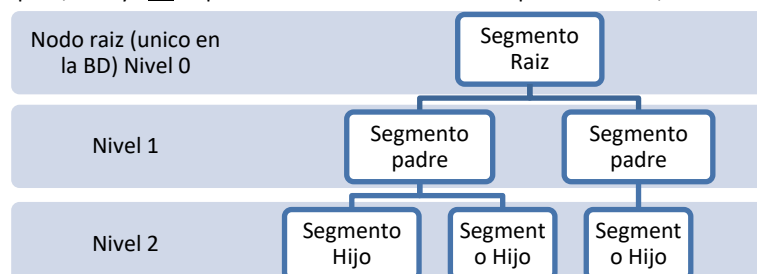 Nodo raiz (unico en
la BD) Nivel 0
Segmento
Raiz
Nivel 1
Segmento
padre
Segmento
padre
Nivel 2
Segmento
Hijo
Segment
o Hijo
Segment
o Hijo